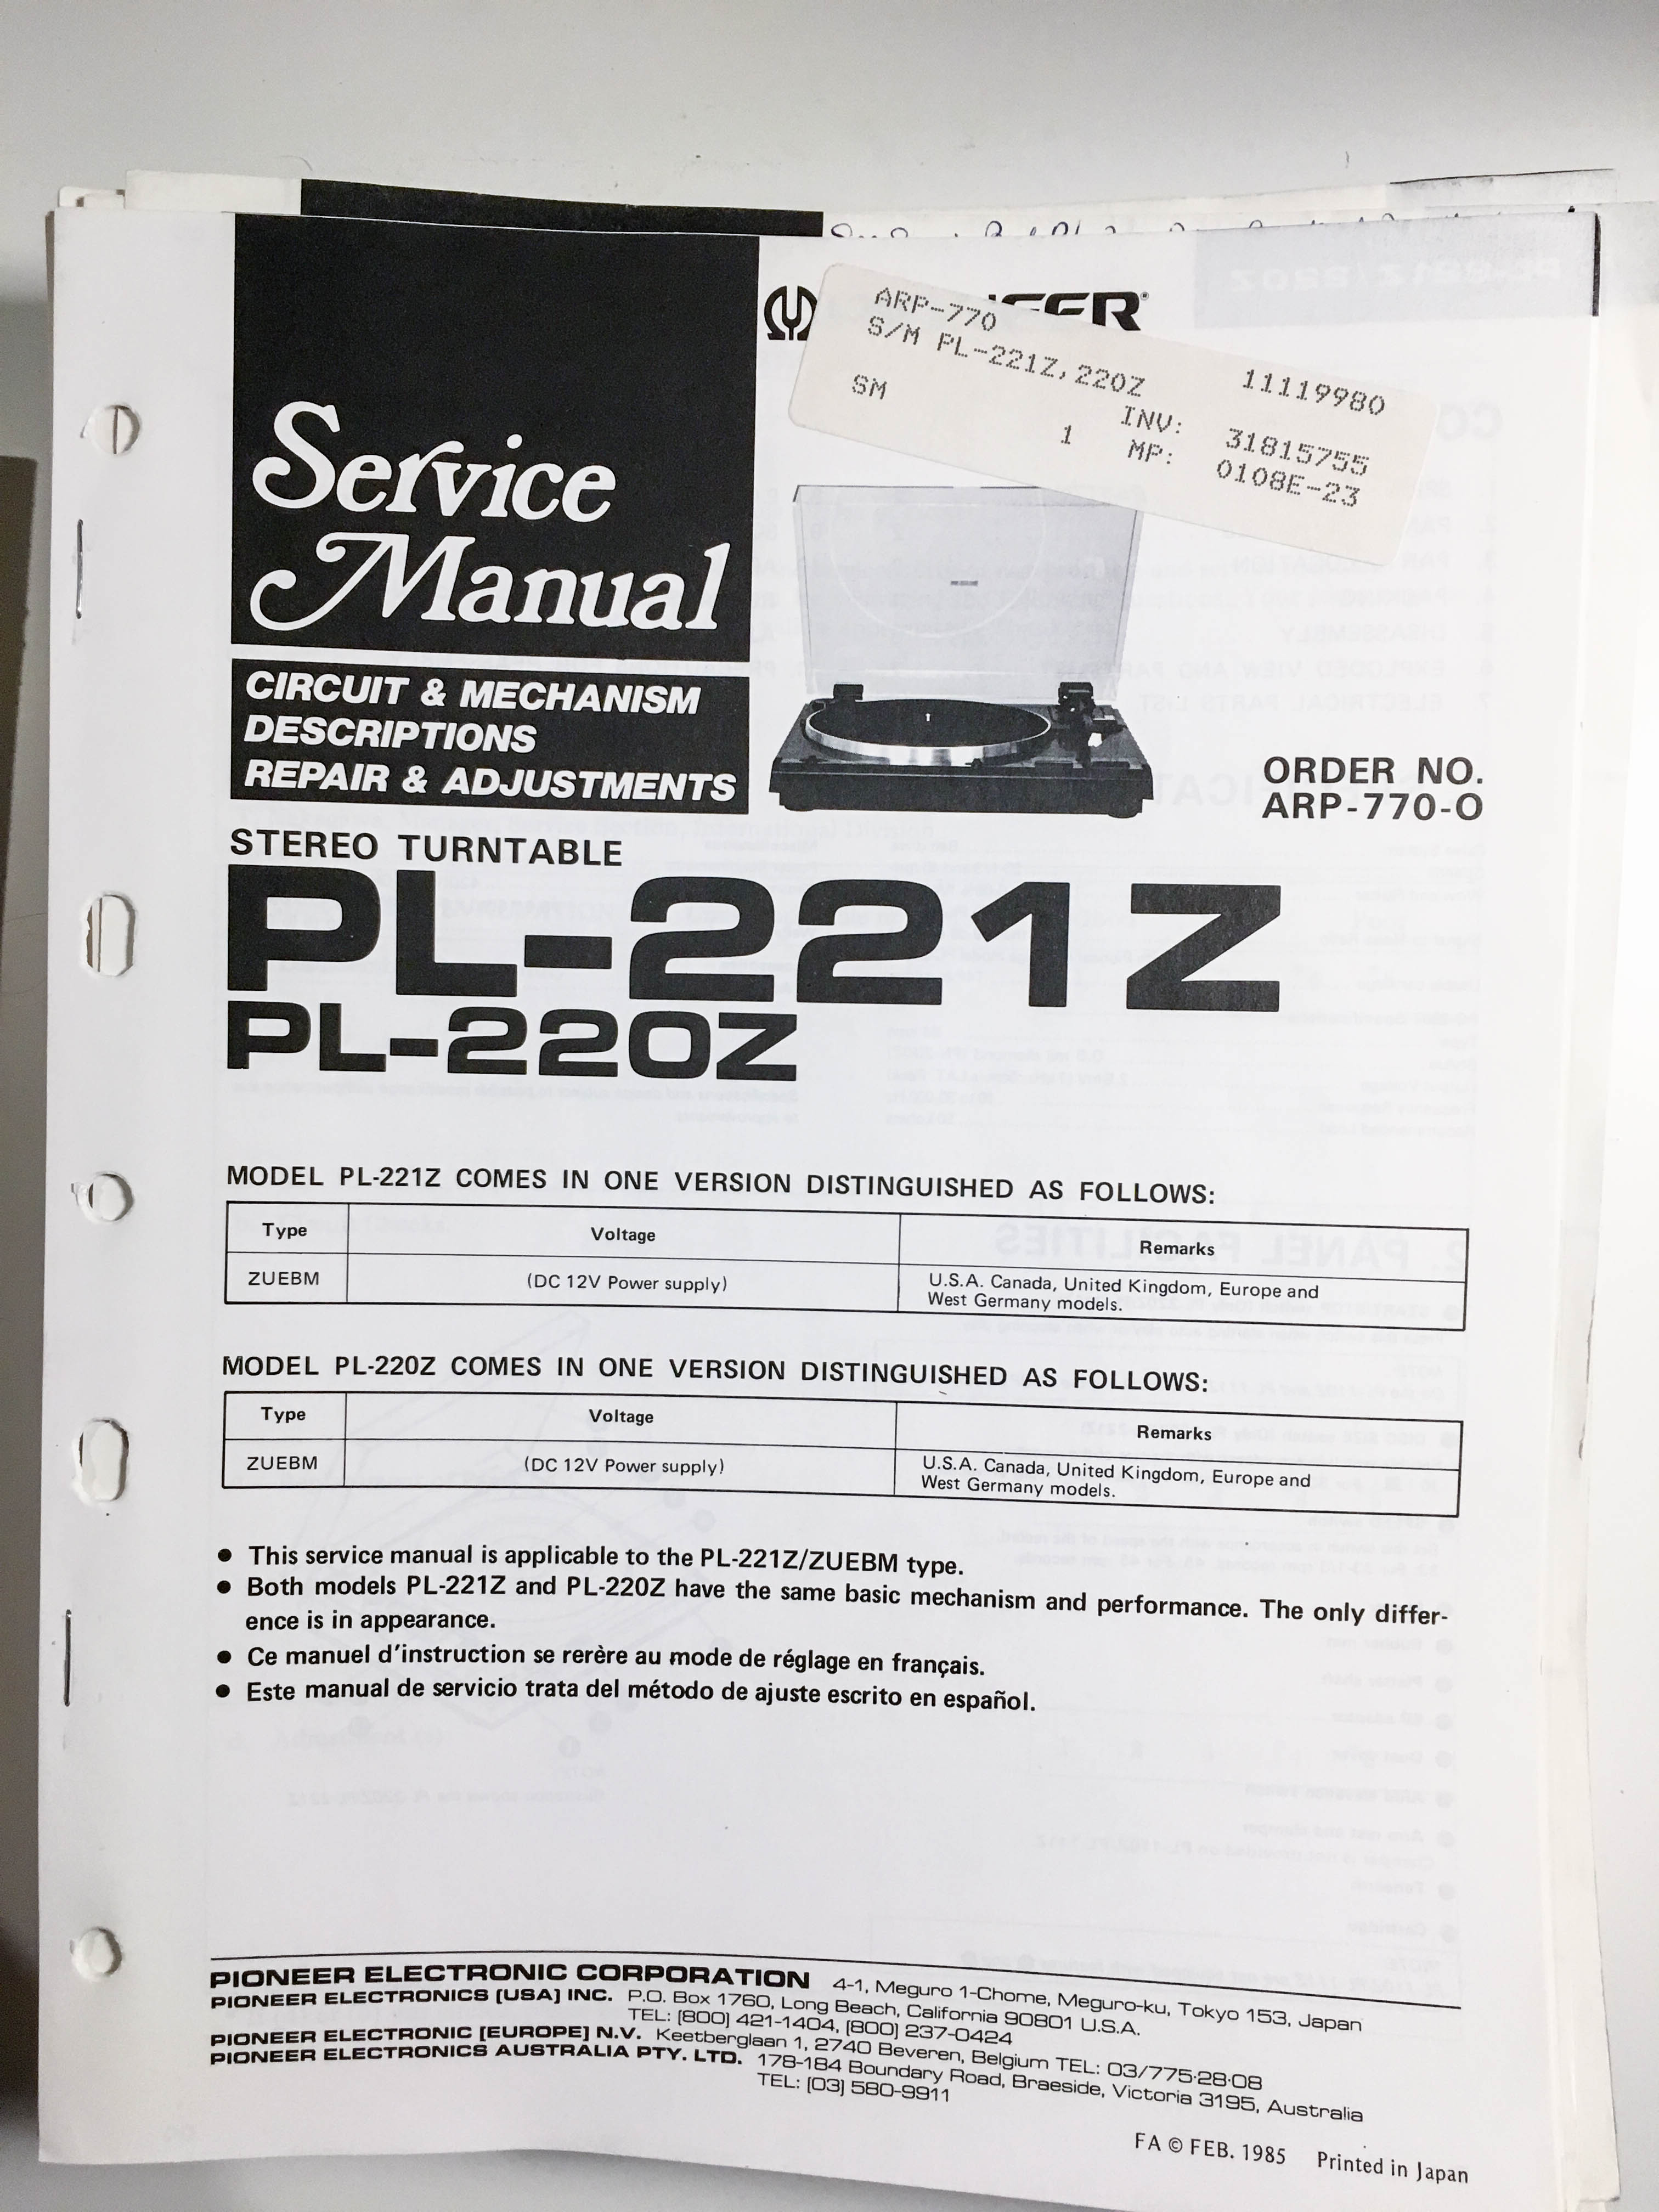 ARP-770
S/M PL-221Z,220Z 11119980
SM INV: 31815755
1 MP: 0108E-23
Service
Manual
CIRCUIT & MECHANISM
DESCRIPTIONS
REPAIR & ADJUSTMENTS
ORDER NO.
ARP-770-O
STEREO TURNTABLE
PL-221Z
PL-220Z
MODEL PL-221Z COMES IN ONE VERSION DISTINGUISHED AS FOLLOWS:
Type Voltage Remarks
ZUEBM (DC 12V Power supply) U.S.A. Canada, United Kingdom, Europe and
West Germany models.
MODEL PL-220Z COMES IN ONE VERSION DISTINGUISHED AS FOLLOWS:
Type Voltage Remarks
ZUEBM (DC 12V Power supply) U.S.A. Canada, United Kingdom, Europe and
West Germany models.
● This service manual is applicable to the PL-221Z/ZUEBM type.
● Both models PL-221Z and PL-220Z have the same basic mechanism and performance. The only differ-
ence is in appearance.
● Ce manuel d'instruction se rerère au mode de réglage en français.
● Este manual de servicio trata del método de ajuste escrito en español.
PIONEER ELECTRONIC CORPORATION 4-1, Meguro 1-Chome, Meguro-ku, Tokyo 153, Japan
PIONEER ELECTRONICS [USA] INC. P.O. Box 1760, Long Beach, California 90801 U.S.A.
TEL: [800] 421-1404, [800] 237-0424
PIONEER ELECTRONIC [EUROPE] N.V. Keetberglaan 1, 2740 Beveren, Belgium TEL: 03/775·28·08
PIONEER ELECTRONICS AUSTRALIA PTY. LTD. 178-184 Boundary Road, Braeside, Victoria 3195, Australia
TEL: [03] 580-9911
FA © FEB. 1985 Printed in Japan